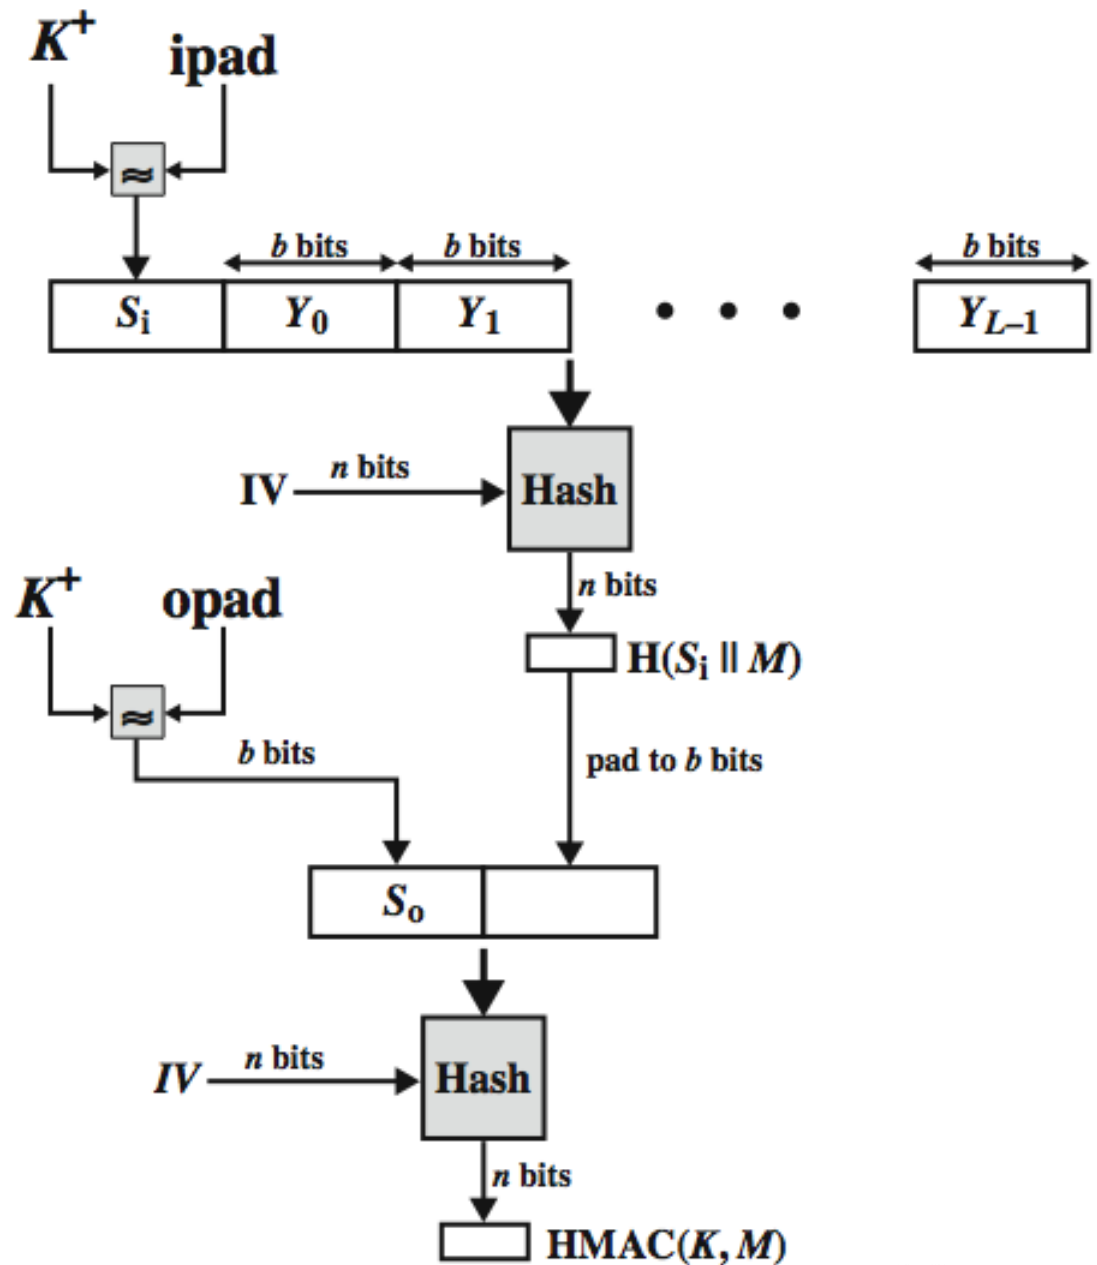 K⁺ ipad
≈
b bits b bits b bits
Sᵢ Y₀ Y₁ • • • Y_{L–1}
IV n bits Hash
n bits
K⁺ opad
H(Sᵢ || M)
≈
b bits
pad to b bits
Sₒ
IV n bits Hash
n bits
HMAC(K, M)